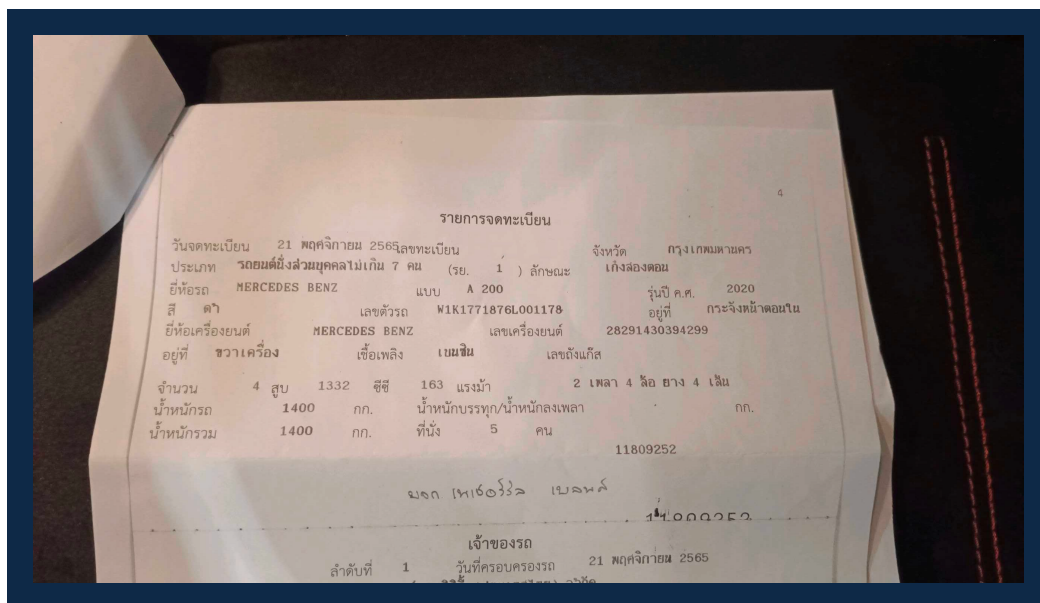 4
รายการจดทะเบียน
วันจดทะเบียน 21 พฤศจิกายน 2565 เลขทะเบียน จังหวัด กรุงเทพมหานคร
ประเภท รถยนต์นั่งส่วนบุคคลไม่เกิน 7 คน (รย. 1 ) ลักษณะ เก๋งสองตอน
ยี่ห้อรถ MERCEDES BENZ แบบ A 200 รุ่นปี ค.ศ. 2020
สี ดำ เลขตัวรถ W1K1771876L001178 อยู่ที่ กระจังหน้าตอนใน
ยี่ห้อเครื่องยนต์ MERCEDES BENZ เลขเครื่องยนต์ 28291430394299
อยู่ที่ ขวาเครื่อง เชื้อเพลิง เบนซิน เลขถังแก๊ส
จำนวน 4 สูบ 1332 ซีซี 163 แรงม้า 2 เพลา 4 ล้อ ยาง 4 เส้น
น้ำหนักรถ 1400 กก. น้ำหนักบรรทุก/น้ำหนักลงเพลา กก.
น้ำหนักรวม 1400 กก. ที่นั่ง 5 คน
11809252
เจ้าของรถ
ลำดับที่ 1 วันที่ครอบครองรถ 21 พฤศจิกายน 2565